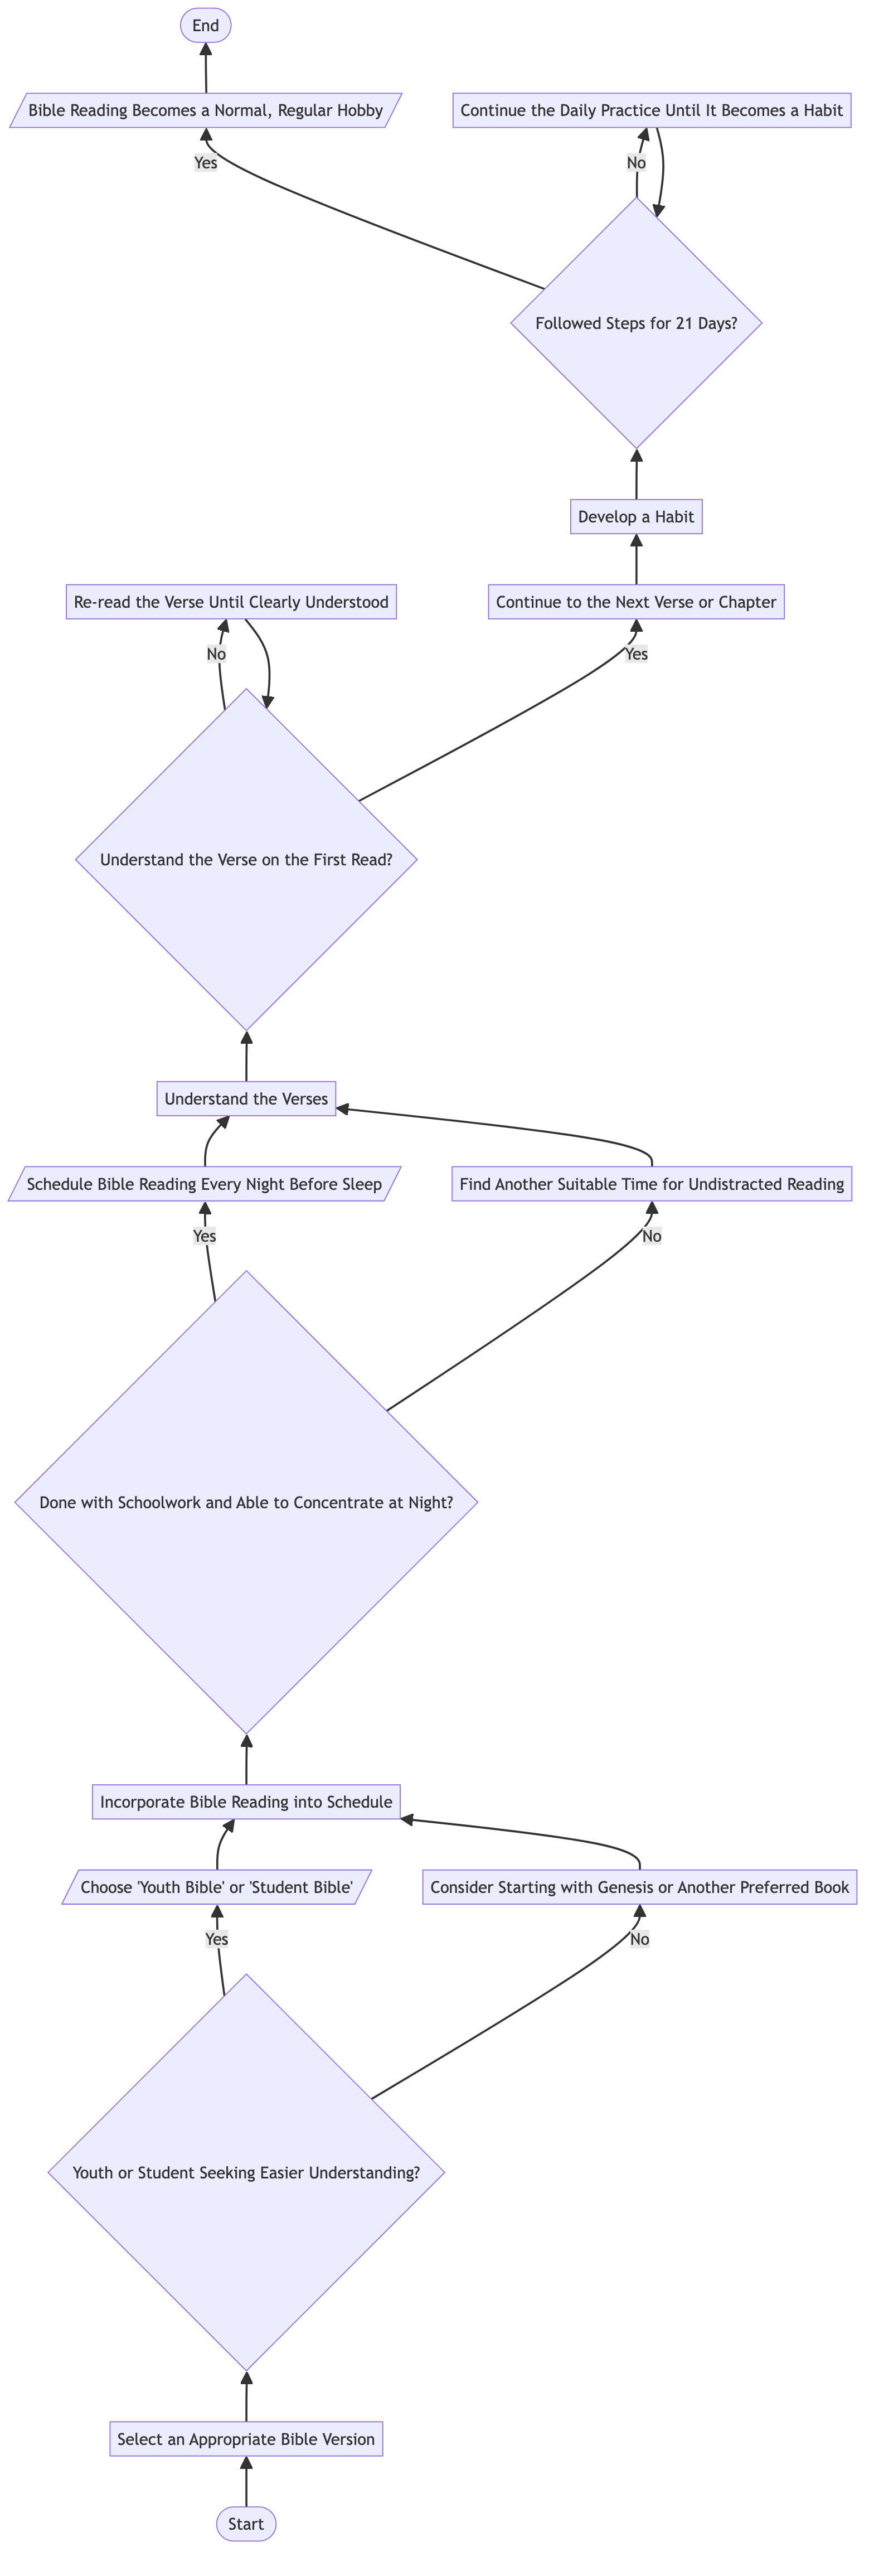 End
Bible Reading Becomes a Normal, Regular Hobby
Continue the Daily Practice Until It Becomes a Habit
Yes
No
Followed Steps for 21 Days?
Develop a Habit
Re-read the Verse Until Clearly Understood
Continue to the Next Verse or Chapter
No
Yes
Understand the Verse on the First Read?
Understand the Verses
Schedule Bible Reading Every Night Before Sleep
Find Another Suitable Time for Undistracted Reading
Yes
No
Done with Schoolwork and Able to Concentrate at Night?
Incorporate Bible Reading into Schedule
Choose 'Youth Bible' or 'Student Bible'
Consider Starting with Genesis or Another Preferred Book
Yes
No
Youth or Student Seeking Easier Understanding?
Select an Appropriate Bible Version
Start